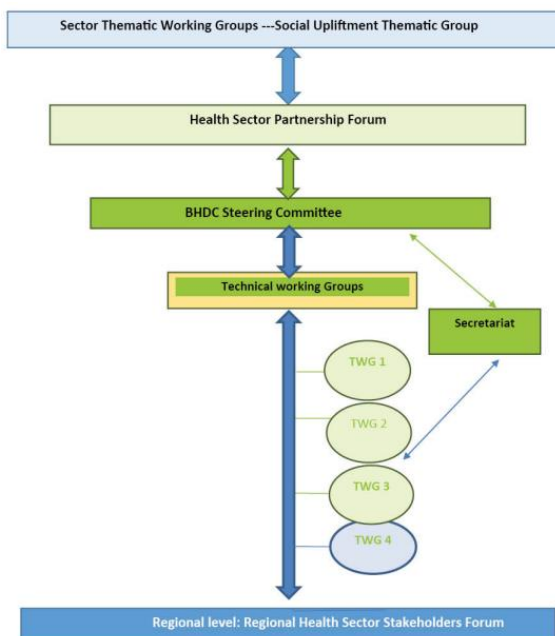 Sector Thematic Working Groups ---Social Upliftment Thematic Group
Health Sector Partnership Forum
BHDC Steering Committee
Technical working Groups
Secretariat
TWG 1
TWG 2
TWG 3
TWG 4
Regional level: Regional Health Sector Stakeholders Forum